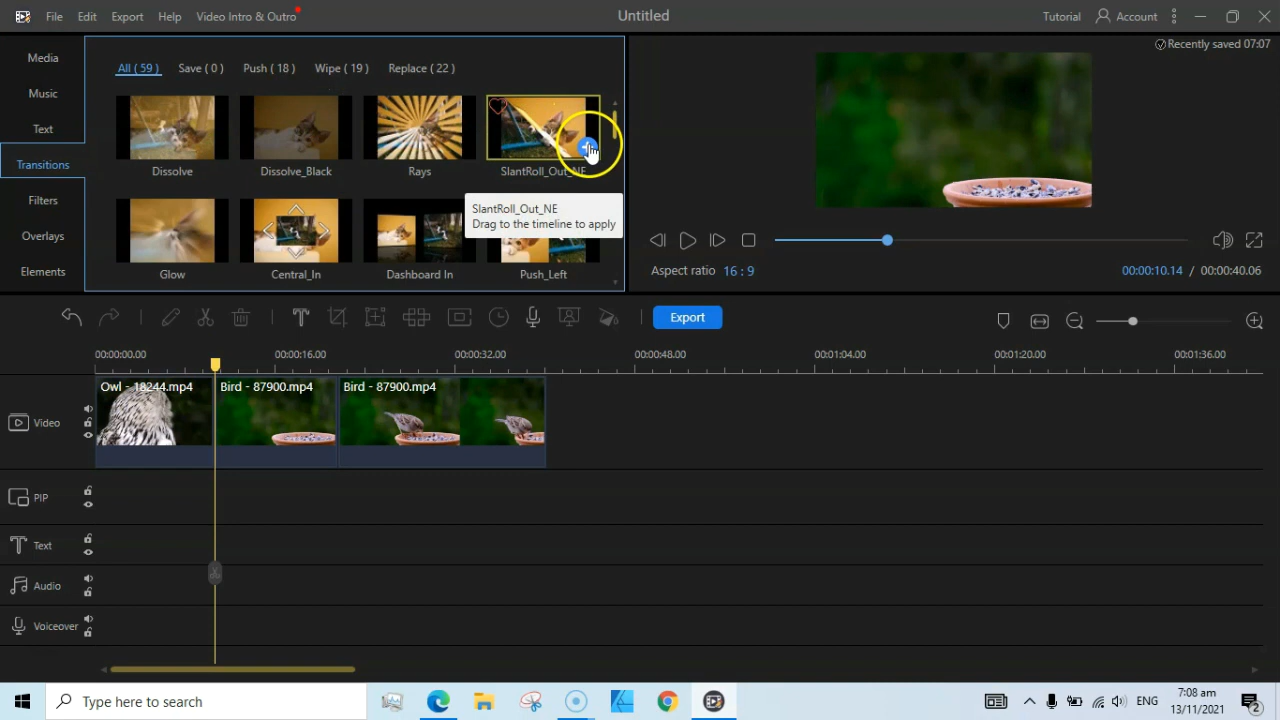 File Edit Export Help Video Intro & Outro Untitled Tutorial Account
Recently saved 07:07
Media
Music
Text
Transitions
Filters
Overlays
Elements
All ( 59 ) Save ( 0 ) Push ( 18 ) Wipe ( 19 ) Replace ( 22 )
Dissolve Dissolve_Black Rays SlantRoll_Out_NE
SlantRoll_Out_NE
Drag to the timeline to apply
Glow Central_In Dashboard In Push_Left
Aspect ratio 16 : 9 00:00:10.14 / 00:00:40.06
Export
00:00:00.00 00:00:16.00 00:00:32.00 00:00:48.00 00:01:04.00 00:01:20.00 00:01:36.00
Owl - 18244.mp4 Bird - 87900.mp4 Bird - 87900.mp4
Video
PIP
Text
Audio
Voiceover
Type here to search
ENG
7:08 am
13/11/2021
2